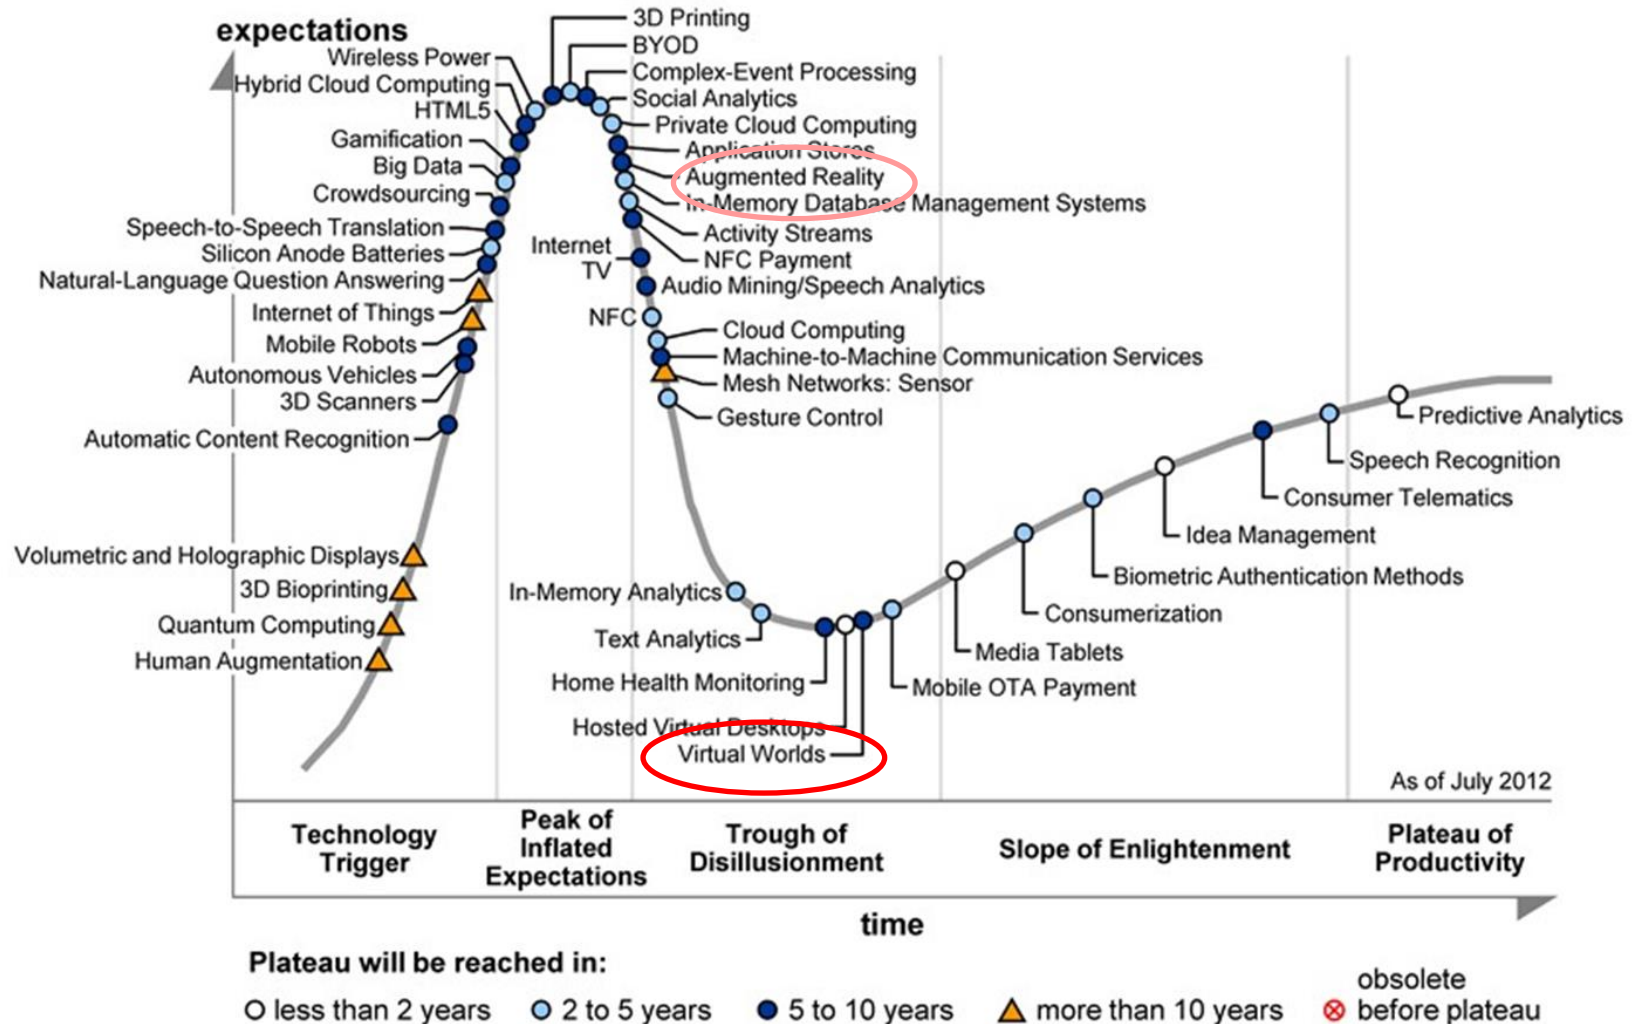 expectations
3D Printing
BYOD
Wireless Power
Complex-Event Processing
Hybrid Cloud Computing
Social Analytics
HTML5
Private Cloud Computing
Gamification
Application Stores
Big Data
Augmented Reality
Crowdsourcing
In-Memory Database Management Systems
Speech-to-Speech Translation
Activity Streams
Silicon Anode Batteries
Internet
TV
NFC Payment
Natural-Language Question Answering
Audio Mining/Speech Analytics
Internet of Things
NFC
Cloud Computing
Mobile Robots
Machine-to-Machine Communication Services
Autonomous Vehicles
Mesh Networks: Sensor
3D Scanners
Gesture Control
Automatic Content Recognition
Predictive Analytics
Speech Recognition
Consumer Telematics
Idea Management
Volumetric and Holographic Displays
Biometric Authentication Methods
3D Bioprinting
In-Memory Analytics
Consumerization
Quantum Computing
Text Analytics
Media Tablets
Human Augmentation
Home Health Monitoring
Mobile OTA Payment
Hosted Virtual Desktops
Virtual Worlds
As of July 2012
Technology
Trigger
Peak of
Inflated
Expectations
Trough of
Disillusionment
Slope of Enlightenment
Plateau of
Productivity
time
Plateau will be reached in:
less than 2 years
2 to 5 years
5 to 10 years
more than 10 years
obsolete
before plateau